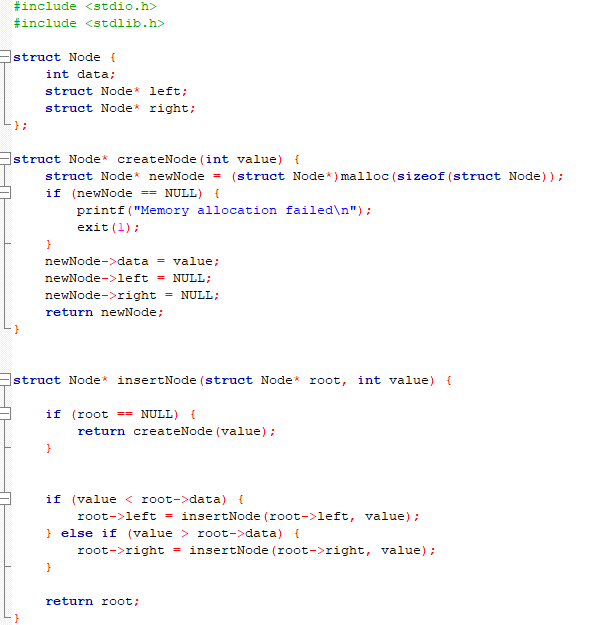 #include <stdio.h>
#include <stdlib.h>
struct Node {
    int data;
    struct Node* left;
    struct Node* right;
};
struct Node* createNode(int value) {
    struct Node* newNode = (struct Node*)malloc(sizeof(struct Node));
    if (newNode == NULL) {
        printf("Memory allocation failed\n");
        exit(1);
    }
    newNode->data = value;
    newNode->left = NULL;
    newNode->right = NULL;
    return newNode;
}
struct Node* insertNode(struct Node* root, int value) {
    if (root == NULL) {
        return createNode(value);
    }
    if (value < root->data) {
        root->left = insertNode(root->left, value);
    } else if (value > root->data) {
        root->right = insertNode(root->right, value);
    }
    return root;
}